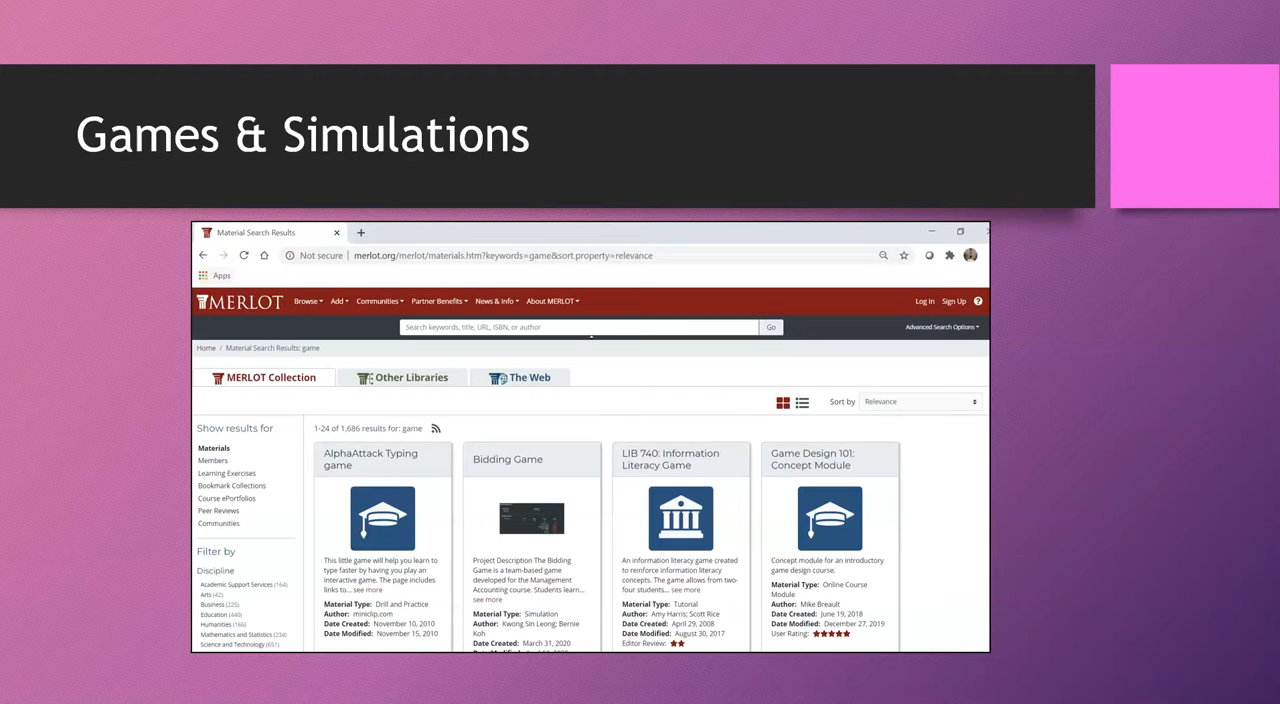 Games & Simulations
Material Search Results
Not secure | merlot.org/merlot/materials.htm?keywords=game&sort.property=relevance
Apps
MERLOT Browse Add Communities Partner Benefits News & Info About MERLOT Log In Sign Up ?
Search keywords, title, URL, ISBN, or author Go Advanced Search Options
Home / Material Search Results: game
MERLOT Collection Other Libraries The Web
Sort by Relevance
Show results for
Materials
Members
Learning Exercises
Bookmark Collections
Course ePortfolios
Peer Reviews
Communities
Filter by
Discipline
Academic Support Services (164)
Arts (42)
Business (225)
Education (440)
Humanities (166)
Mathematics and Statistics (234)
Science and Technology (651)
1-24 of 1,686 results for: game
AlphaAttack Typing
game
This little game will help you learn to
type faster by having you play an
interactive game. The page includes
links to... see more
Material Type: Drill and Practice
Author: miniclip.com
Date Created: November 10, 2010
Date Modified: November 15, 2010
Bidding Game
Project Description The Bidding
Game is a team-based game
developed for the Management
Accounting course. Students learn...
see more
Material Type: Simulation
Author: Kwong Sin Leong; Bernie
Koh
Date Created: March 31, 2020
LIB 740: Information
Literacy Game
An information literacy game created
to reinforce information literacy
concepts. The game allows from two-
four students... see more
Material Type: Tutorial
Author: Amy Harris; Scott Rice
Date Created: April 29, 2008
Date Modified: August 30, 2017
Editor Review:
Game Design 101:
Concept Module
Concept module for an introductory
game design course.
Material Type: Online Course
Module
Author: Mike Breault
Date Created: June 19, 2018
Date Modified: December 27, 2019
User Rating: